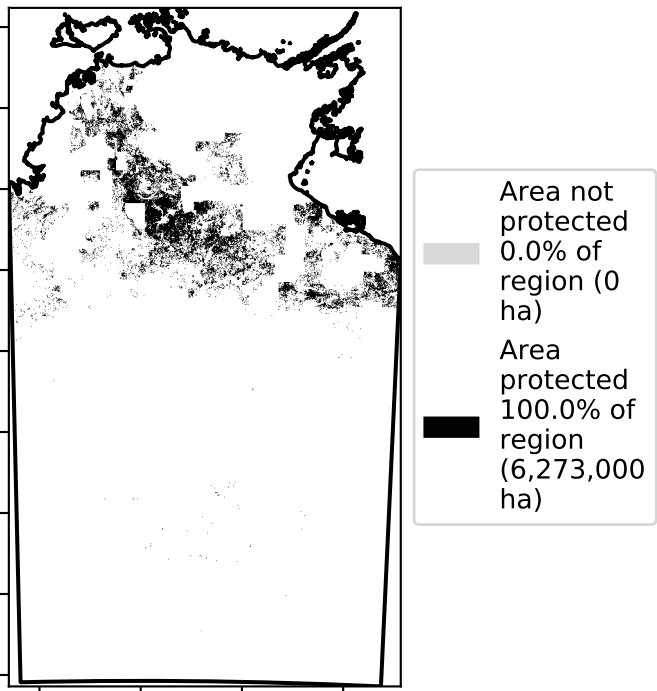 Area not
protected
0.0% of
region (0
ha)
Area
protected
100.0% of
region
(6,273,000
ha)